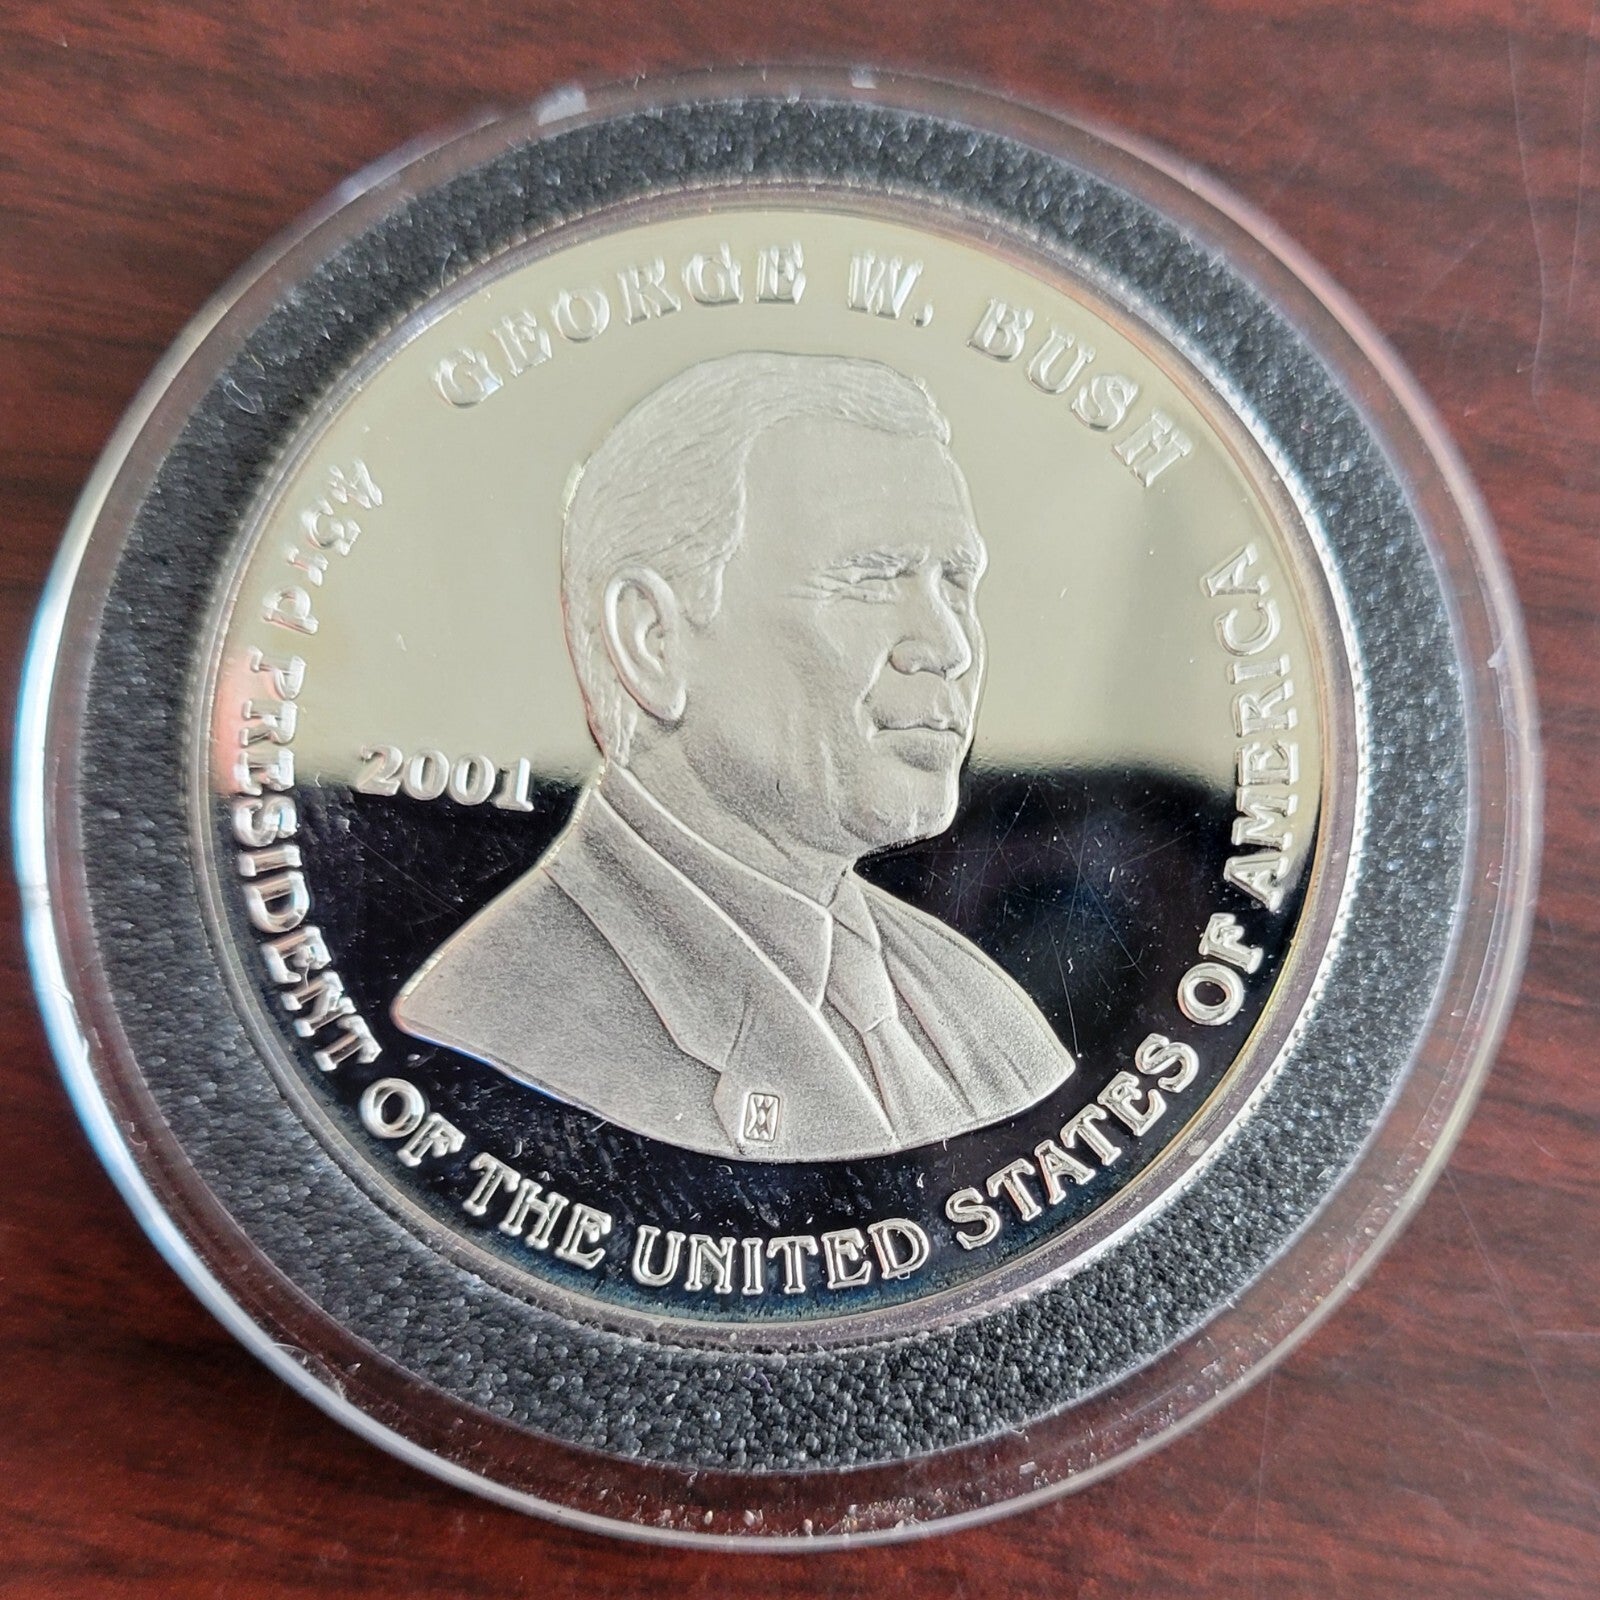 GEORGE W. BUSH
43rd PRESIDENT OF THE UNITED STATES OF AMERICA
2001